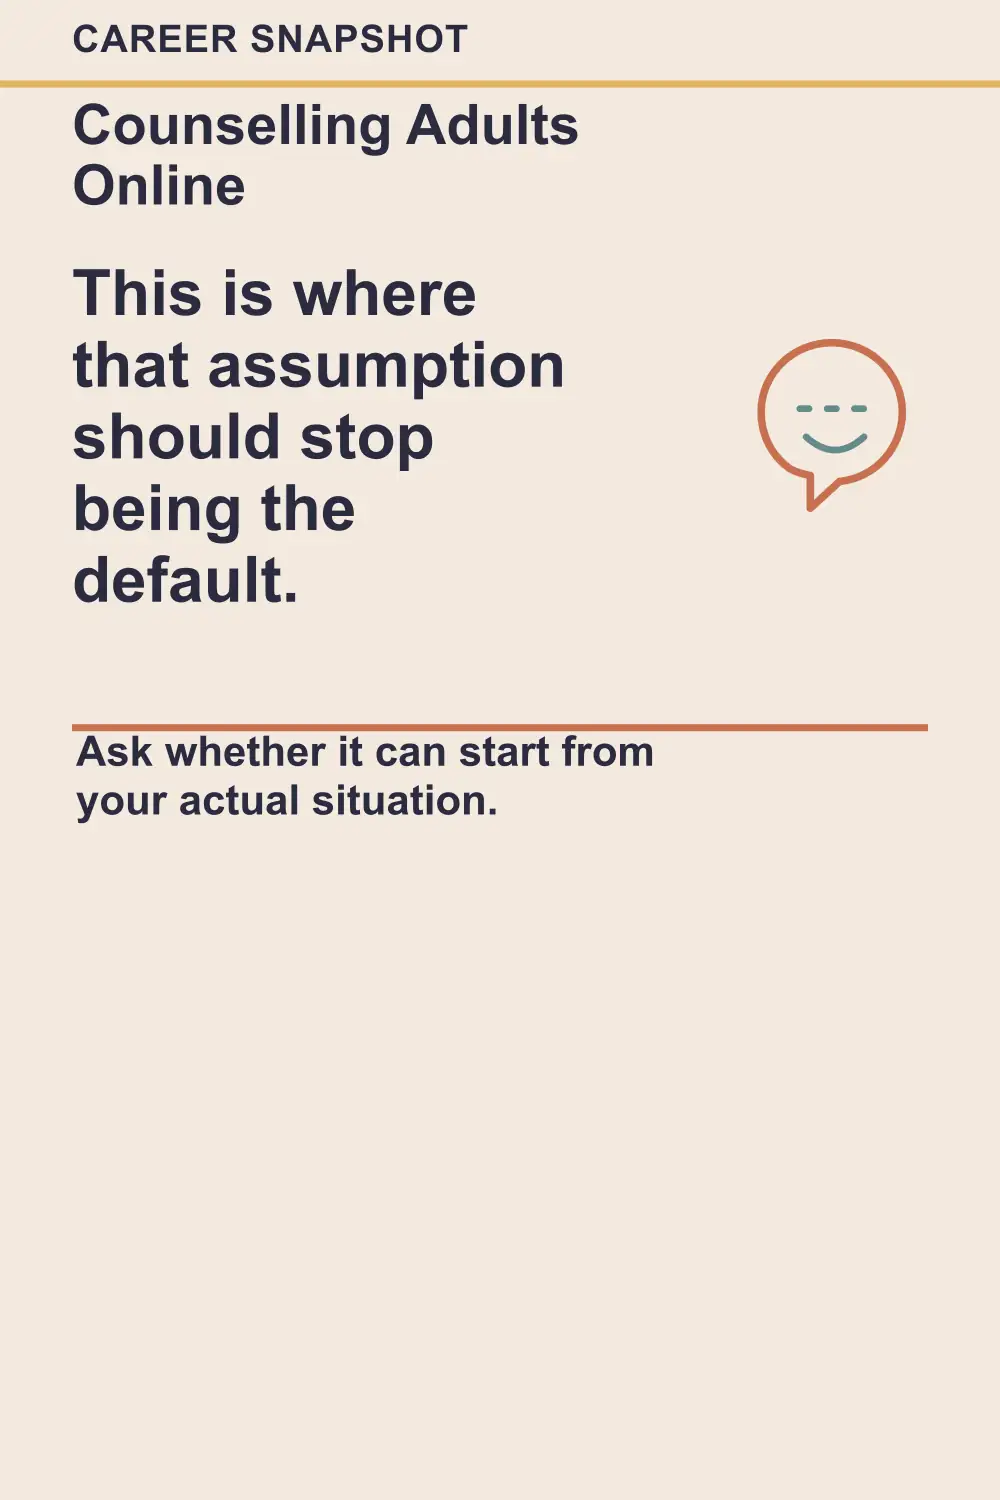 CAREER SNAPSHOT
Counselling Adults
Online
This is where
that assumption
should stop
being the
default.
Ask whether it can start from
your actual situation.